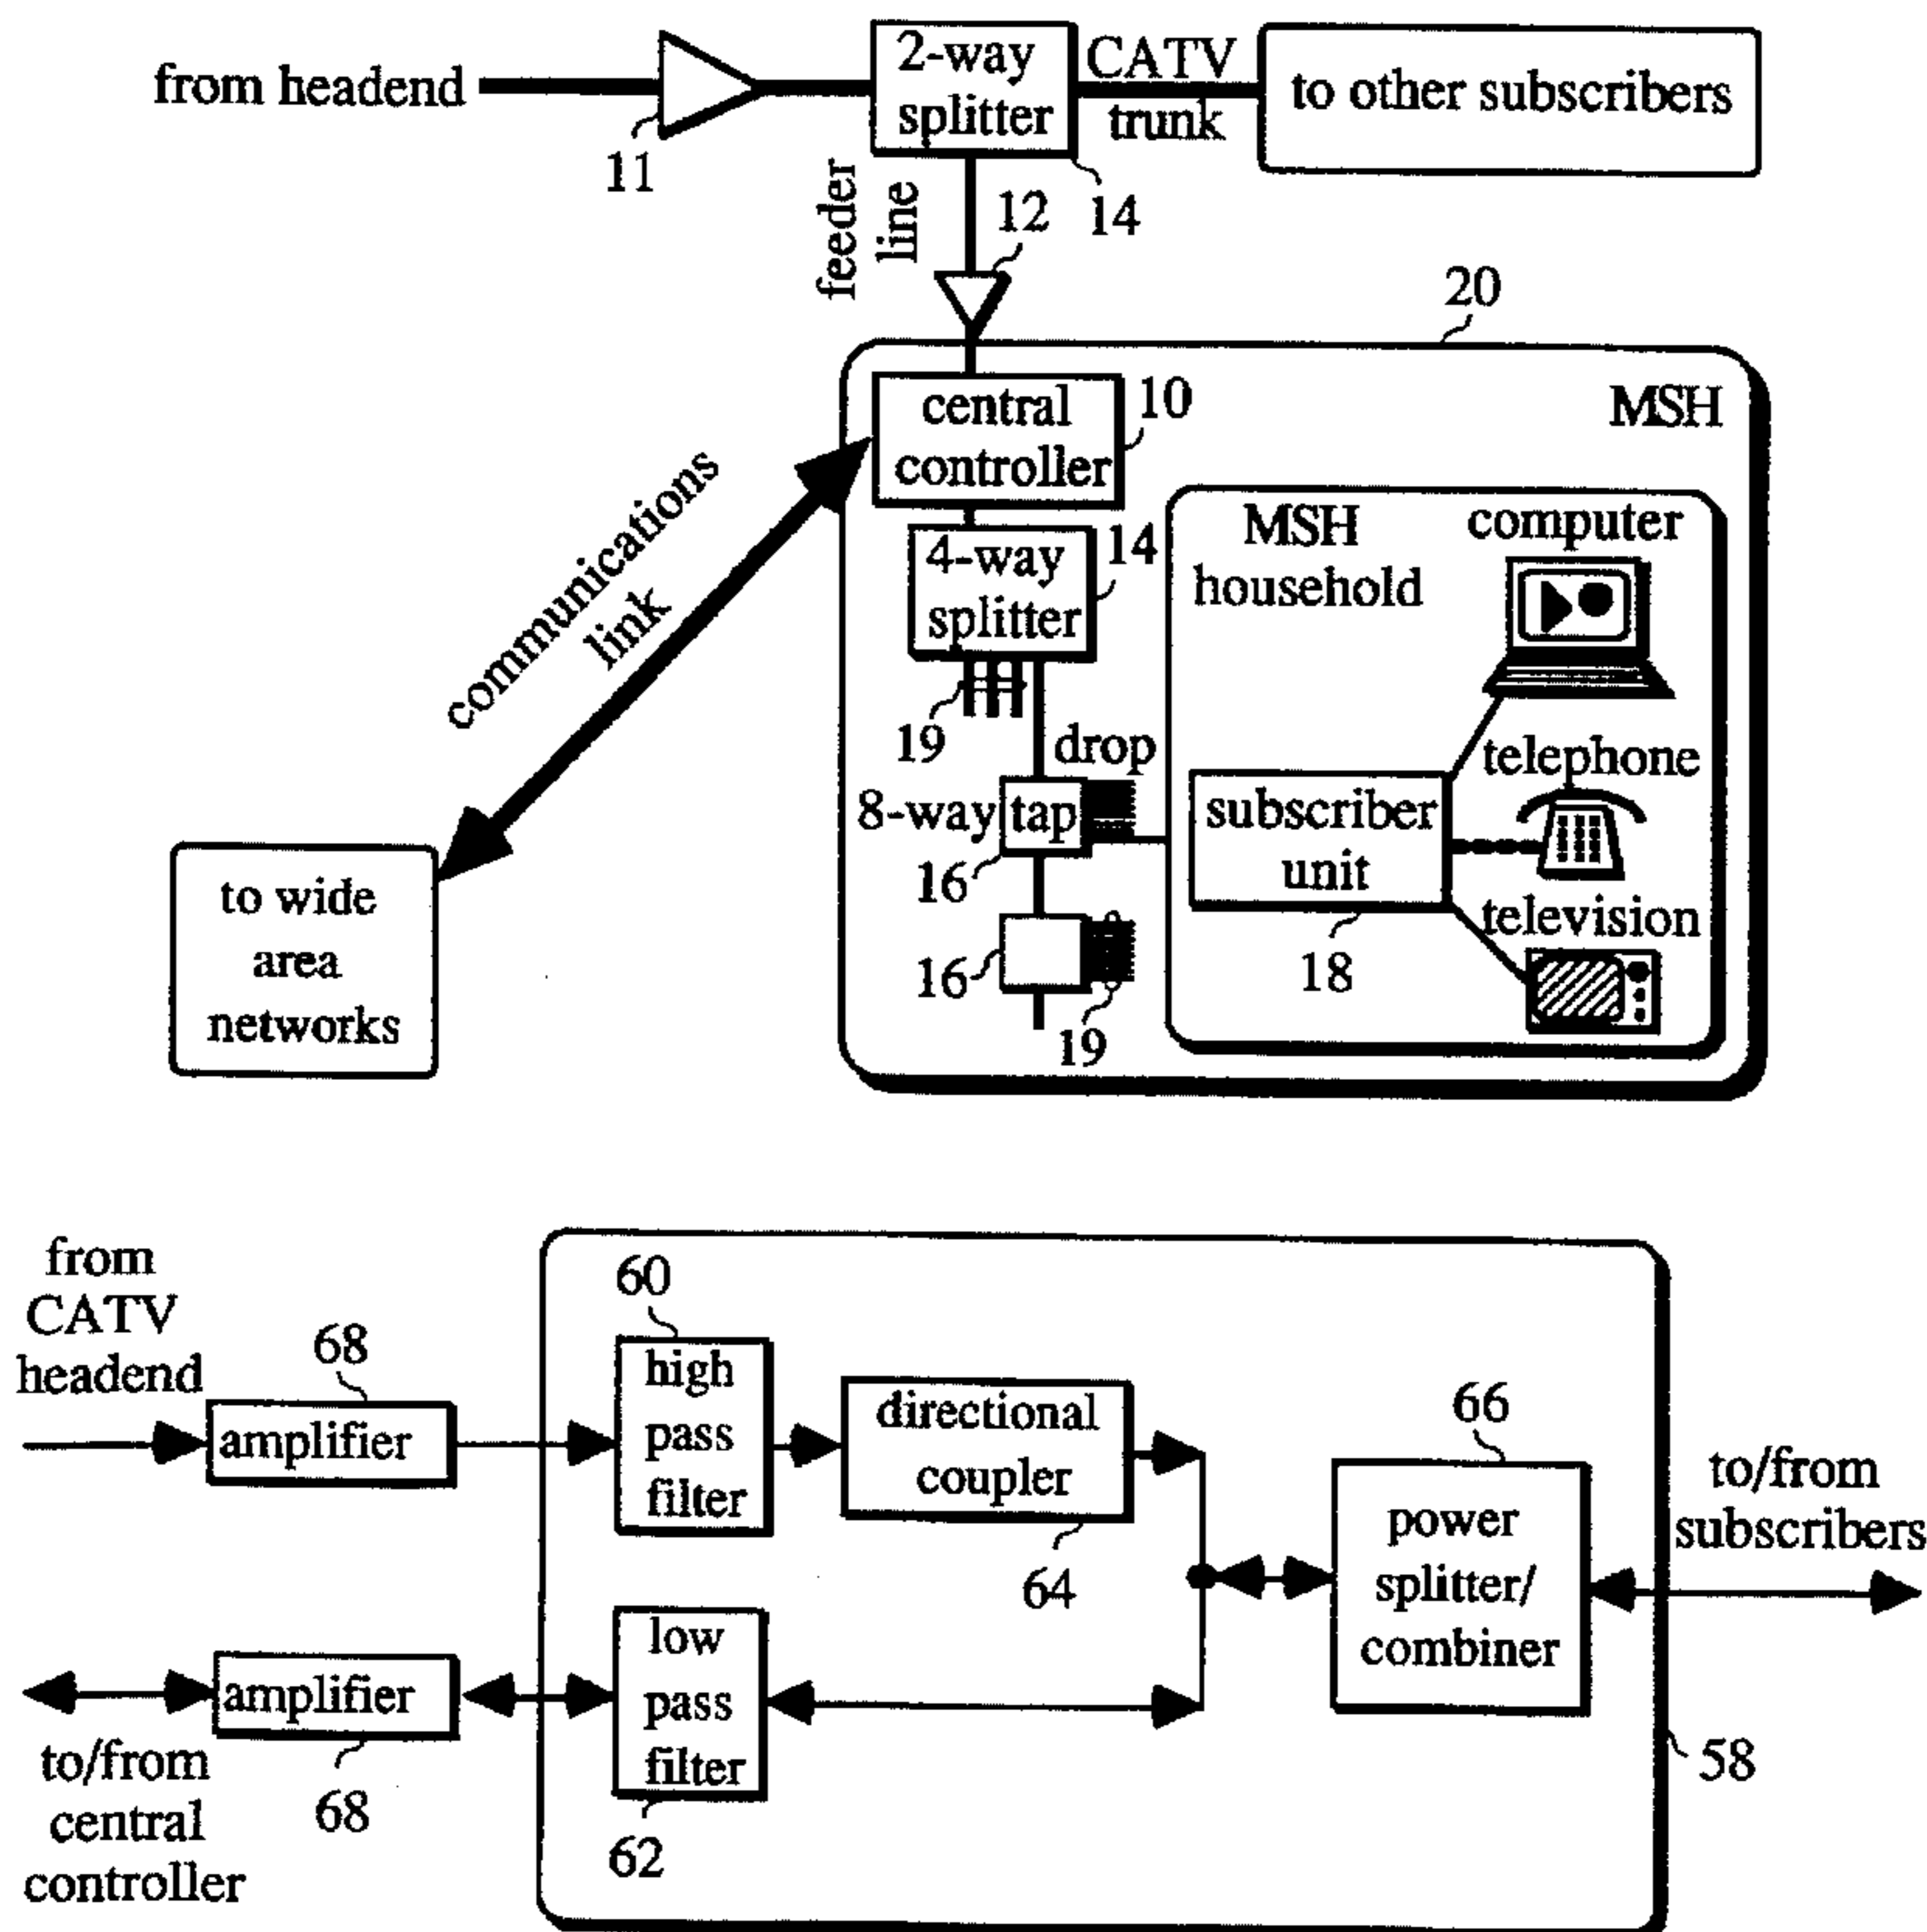 from headend
11
2-way
splitter
14
CATV
trunk
to other subscribers
feeder
line
12
20
MSH
central
controller
10
communications
link
4-way
splitter
14
19
drop
8-way
tap
16
16
19
MSH
household
computer
telephone
television
subscriber
unit
18
to wide
area
networks
from
CATV
headend
68
amplifier
60
high
pass
filter
directional
coupler
64
66
power
splitter/
combiner
to/from
subscribers
amplifier
68
to/from
central
controller
low
pass
filter
62
58